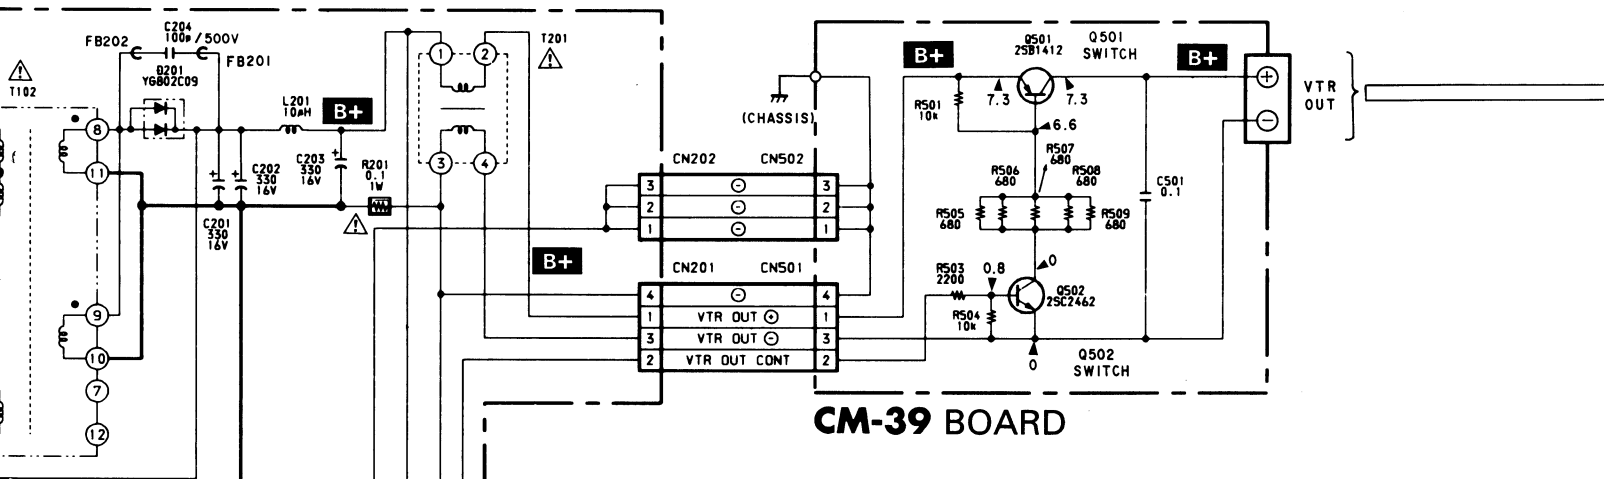 C204
100p/500V
FB202
FB201
D201
YG802C09
T102
8
11
9
10
7
12
L201
10μH
B+
C203
330
16V
C202
330
16V
C201
330
16V
R201
0.1
1W
T201
1
2
3
4
B+
CN202 CN502
3 ⊖ 3
2 ⊖ 2
1 ⊖ 1
CN201 CN501
4 ⊖ 4
1 VTR OUT ⊕ 1
3 VTR OUT ⊖ 3
2 VTR OUT CONT 2
(CHASSIS)
B+
Q501
2SB1412
Q501
SWITCH
B+
R501
10k
7.3
7.3
6.6
R507
680
R506
680
R508
680
R505
680
R509
680
C501
0.1
R503
2200
0.8
0
R504
10k
Q502
2SC2462
0
Q502
SWITCH
+
−
VTR
OUT
CM-39 BOARD